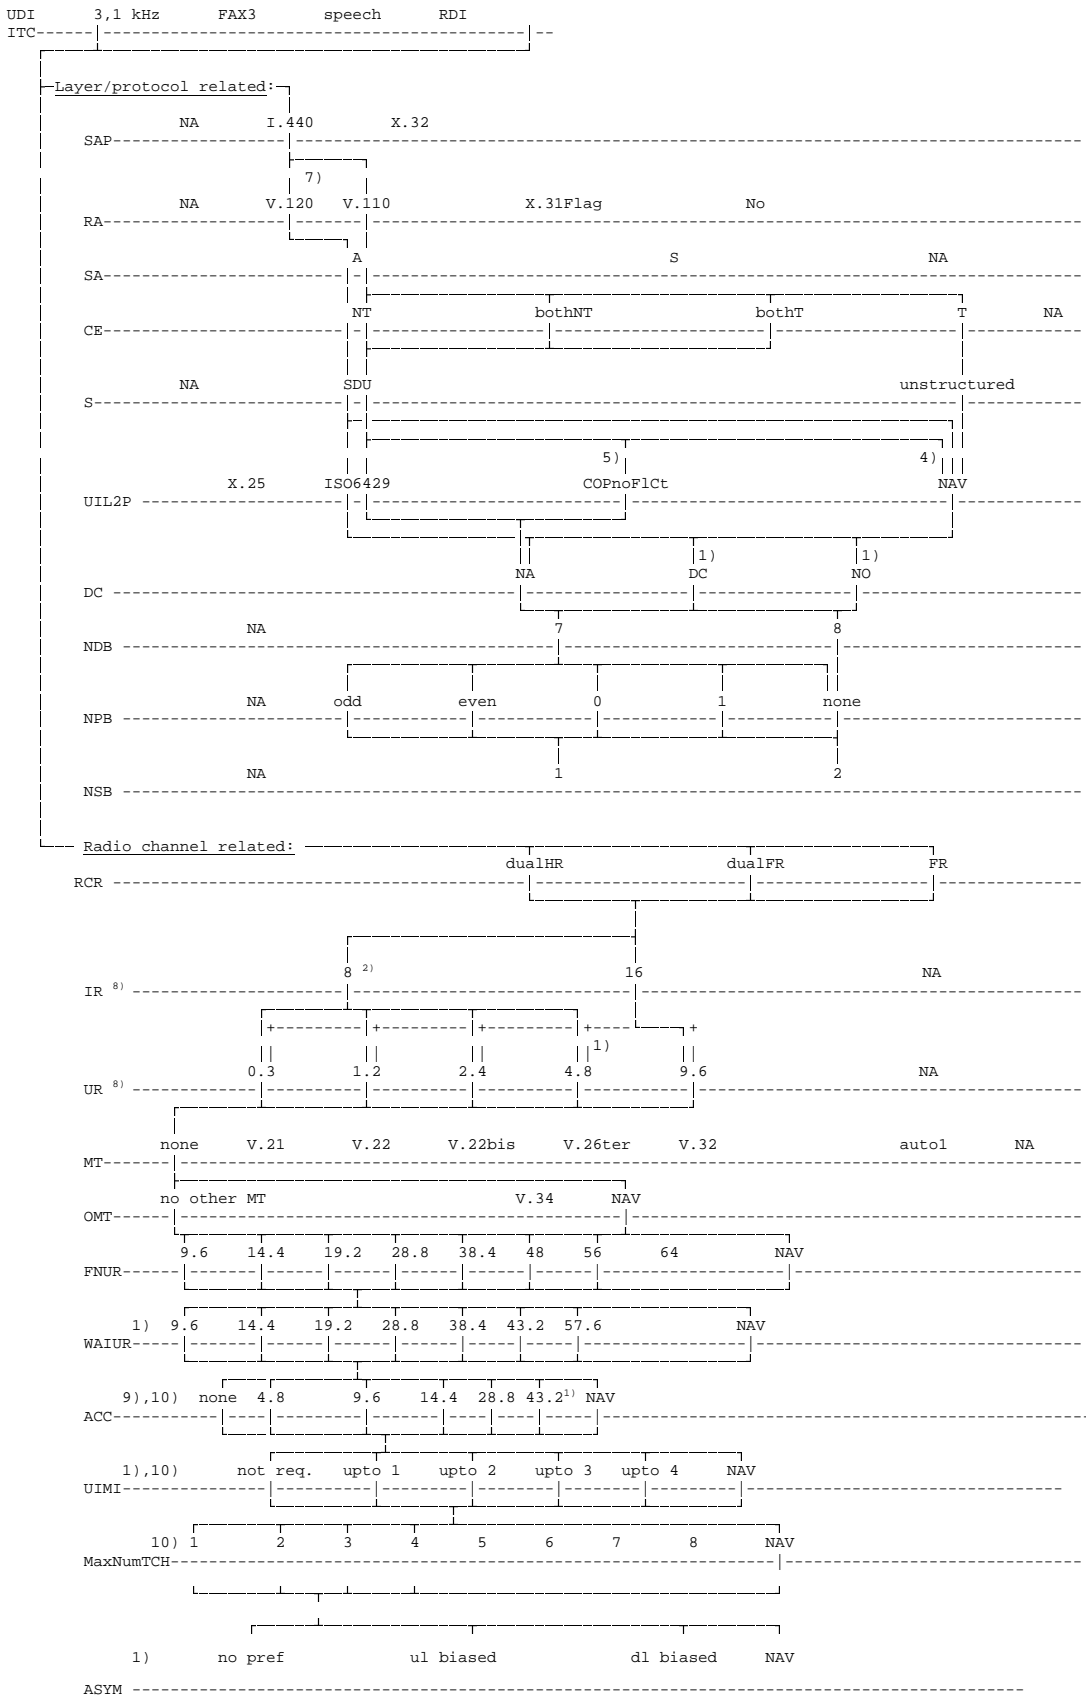 UDI 3,1 kHz FAX3 speech RDI
ITC
Layer/protocol related:
NA I.440 X.32
SAP
7)
NA V.120 V.110 X.31Flag No
RA
A S NA
SA
NT bothNT bothT T NA
CE
NA SDU unstructured
S
5) 4)
X.25 ISO6429 COPnoFlCt NAV
UIL2P
1) 1)
NA DC NO
DC
NA 7 8
NDB
NA odd even 0 1 none
NPB
NA 1 2
NSB
Radio channel related:
dualHR dualFR FR
RCR
8 2) 16 NA
IR 8)
1)
0.3 1.2 2.4 4.8 9.6 NA
UR 8)
none V.21 V.22 V.22bis V.26ter V.32 auto1 NA
MT
no other MT V.34 NAV
OMT
9.6 14.4 19.2 28.8 38.4 48 56 64 NAV
FNUR
1) 9.6 14.4 19.2 28.8 38.4 43.2 57.6 NAV
WAIUR
9),10) none 4.8 9.6 14.4 28.8 43.2 1) NAV
ACC
1),10) not req. upto 1 upto 2 upto 3 upto 4 NAV
UIMI
10) 1 2 3 4 5 6 7 8 NAV
MaxNumTCH
1) no pref ul biased dl biased NAV
ASYM